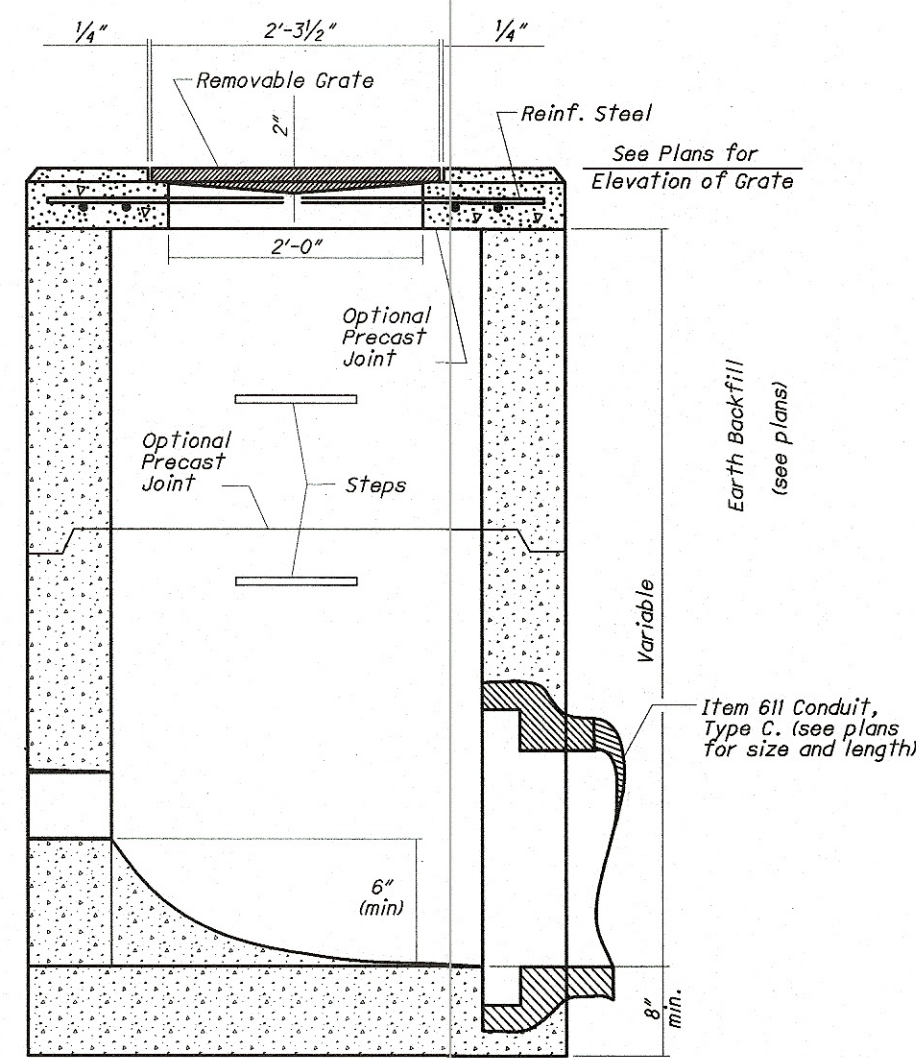 1/4"
2'-3 1/2"
1/4"
Removable Grate
2"
Reinf. Steel
See Plans for
Elevation of Grate
2'-0"
Optional
Precast
Joint
Earth Backfill
(see plans)
Optional
Precast
Joint
Steps
Variable
Item 611 Conduit,
Type C. (see plans
for size and length)
6"
(min)
8"
min.